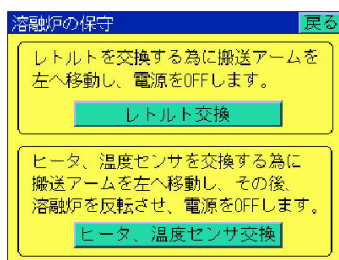 溶融炉の保守
戻る
レトルトを交換する為に搬送アームを
左へ移動し、電源をOFFします。
レトルト交換
ヒータ、温度センサを交換する為に
搬送アームを左へ移動し、その後、
溶融炉を反転させ、電源をOFFします。
ヒータ、温度センサ交換